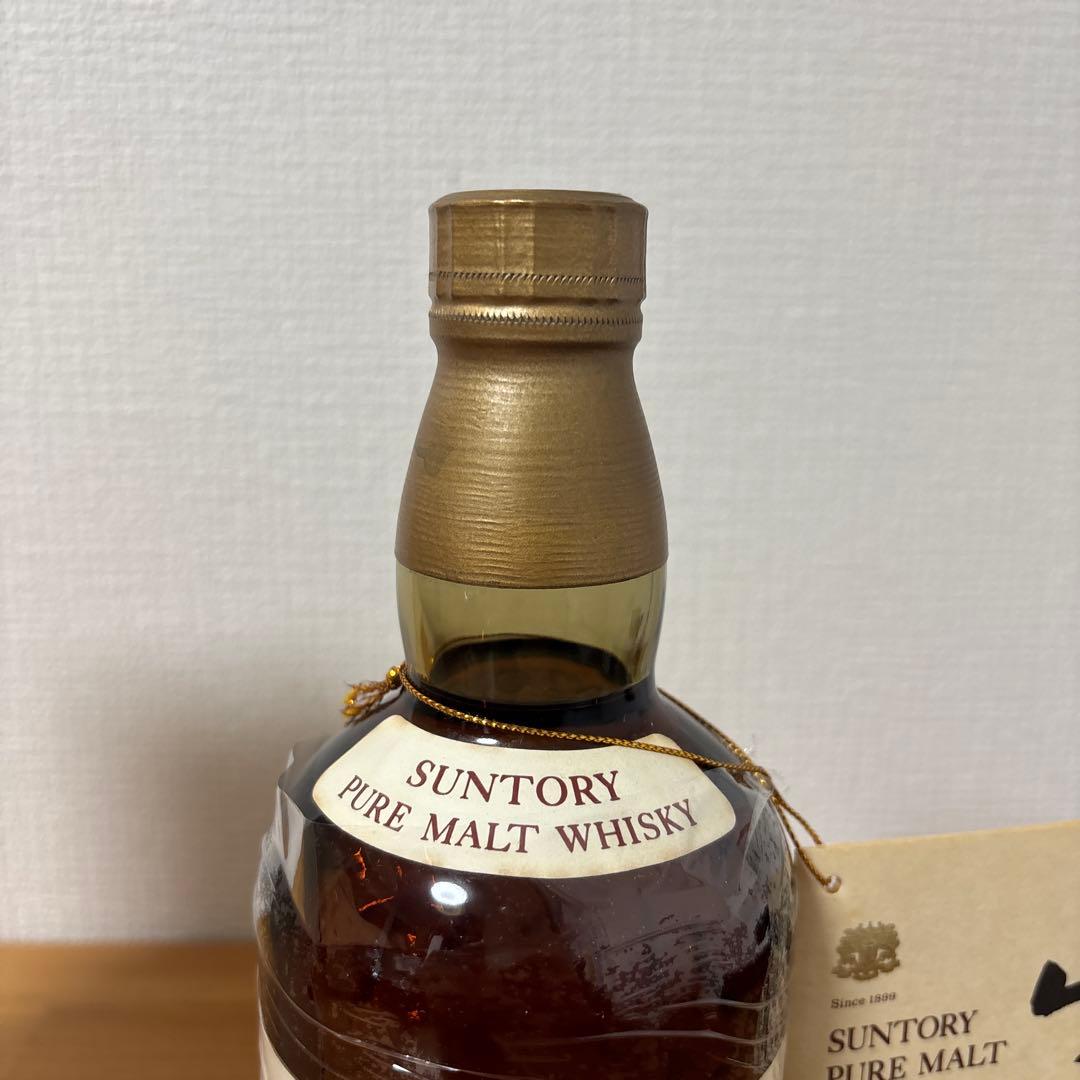 SUNTORY
PURE MALT WHISKY
Since 1899
SUNTORY
PURE MALT